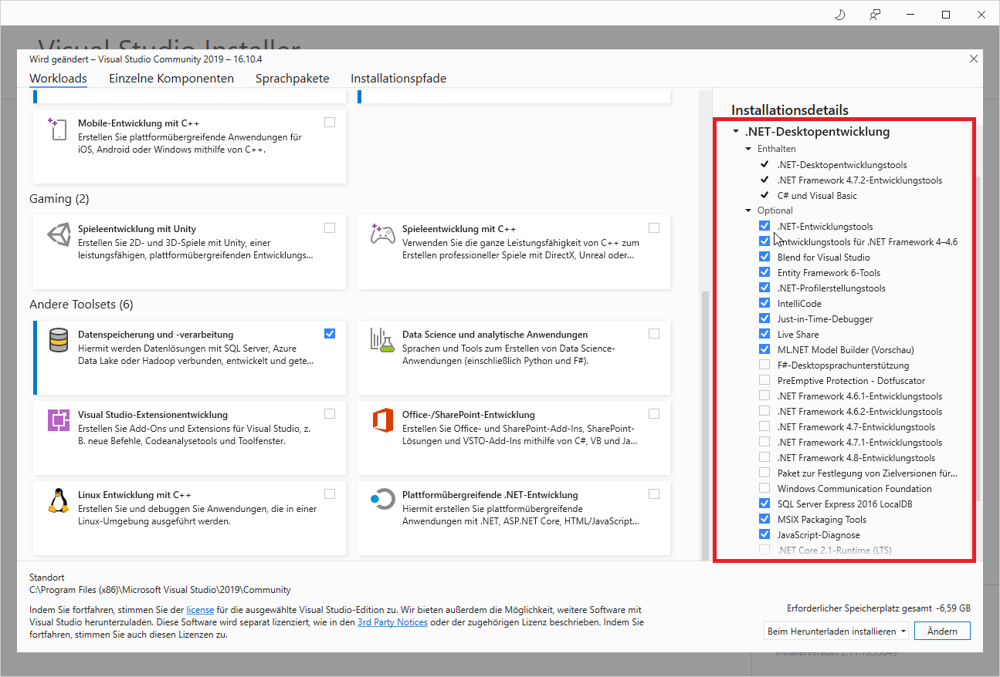 Visual Studio Installer
Wird geändert – Visual Studio Community 2019 – 16.10.4
Workloads
Einzelne Komponenten
Sprachpakete
Installationspfade
Mobile-Entwicklung mit C++
Erstellen Sie plattformübergreifende Anwendungen für
iOS, Android oder Windows mithilfe von C++.
Gaming (2)
Spieleentwicklung mit Unity
Erstellen Sie 2D- und 3D-Spiele mit Unity, einer
leistungsfähigen, plattformübergreifenden Entwicklungs...
Spieleentwicklung mit C++
Verwenden Sie die ganze Leistungsfähigkeit von C++ zum
Erstellen professioneller Spiele mit DirectX, Unreal oder...
Andere Toolsets (6)
Datenspeicherung und -verarbeitung
Hiermit werden Datenlösungen mit SQL Server, Azure
Data Lake oder Hadoop verbunden, entwickelt und gete...
Data Science und analytische Anwendungen
Sprachen und Tools zum Erstellen von Data Science-
Anwendungen (einschließlich Python und F#).
Visual Studio-Extensionentwicklung
Erstellen Sie Add-Ons und Extensions für Visual Studio, z.
B. neue Befehle, Codeanalysetools und Toolfenster.
Office-/SharePoint-Entwicklung
Erstellen Sie Office- und SharePoint-Add-Ins, SharePoint-
Lösungen und VSTO-Add-Ins mithilfe von C#, VB und Ja...
Linux Entwicklung mit C++
Erstellen Sie und debuggen Sie Anwendungen, die in einer
Linux-Umgebung ausgeführt werden.
Plattformübergreifende .NET-Entwicklung
Hiermit erstellen Sie plattformübergreifende
Anwendungen mit .NET, ASP.NET Core, HTML/JavaScript...
Installationsdetails
.NET-Desktopentwicklung
Enthalten
.NET-Desktopentwicklungstools
.NET Framework 4.7.2-Entwicklungstools
C# und Visual Basic
Optional
.NET-Entwicklungstools
Entwicklungstools für .NET Framework 4–4.6
Blend for Visual Studio
Entity Framework 6-Tools
.NET-Profilerstellungstools
IntelliCode
Just-in-Time-Debugger
Live Share
ML.NET Model Builder (Vorschau)
F#-Desktopsprachunterstützung
PreEmptive Protection - Dotfuscator
.NET Framework 4.6.1-Entwicklungstools
.NET Framework 4.6.2-Entwicklungstools
.NET Framework 4.7-Entwicklungstools
.NET Framework 4.7.1-Entwicklungstools
.NET Framework 4.8-Entwicklungstools
Paket zur Festlegung von Zielversionen für...
Windows Communication Foundation
SQL Server Express 2016 LocalDB
MSIX Packaging Tools
JavaScript-Diagnose
.NET Core 2.1-Runtime (LTS)
Standort
C:\Program Files (x86)\Microsoft Visual Studio\2019\Community
Indem Sie fortfahren, stimmen Sie der license für die ausgewählte Visual Studio-Edition zu. Wir bieten außerdem die Möglichkeit, weitere Software mit
Visual Studio herunterzuladen. Diese Software wird separat lizenziert, wie in den 3rd Party Notices oder der zugehörigen Lizenz beschrieben. Indem Sie
fortfahren, stimmen Sie auch diesen Lizenzen zu.
Erforderlicher Speicherplatz gesamt -6,59 GB
Beim Herunterladen installieren
Ändern